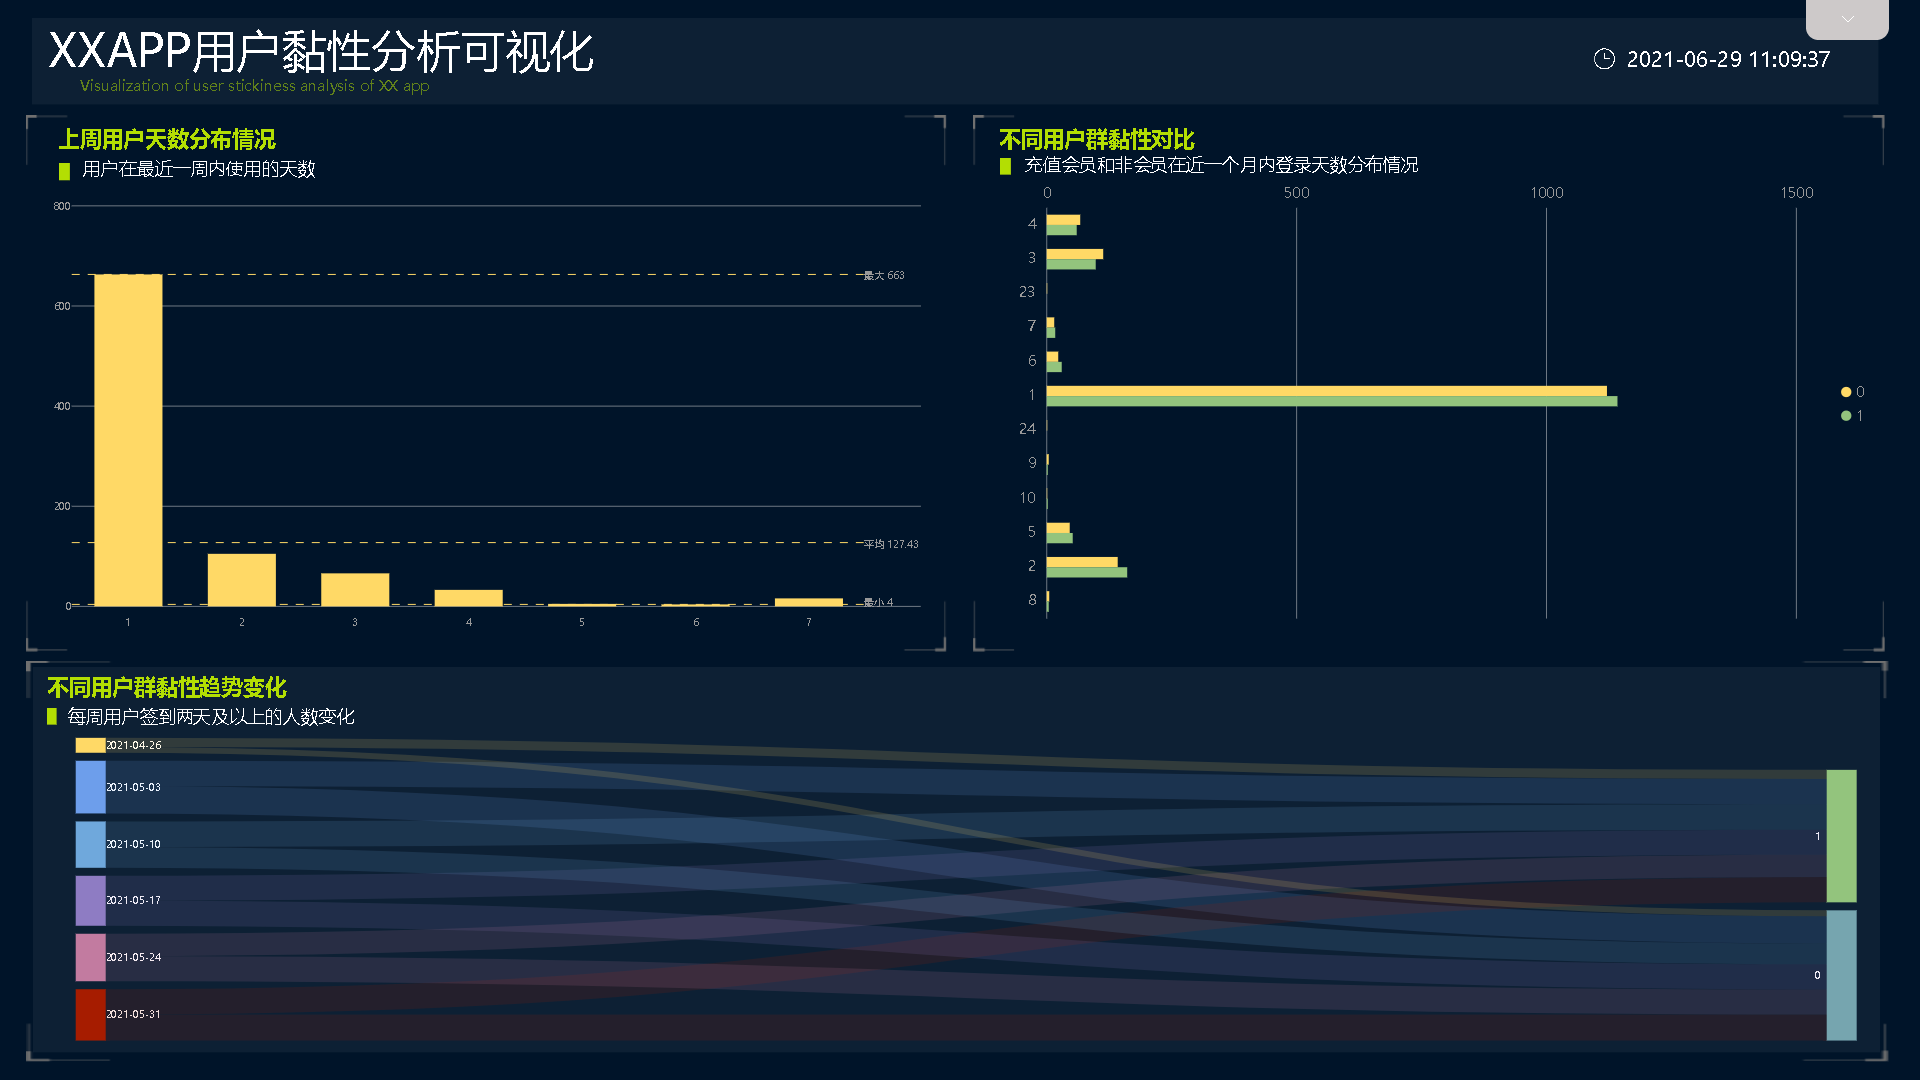 XXAPP用户黏性分析可视化
Visualization of user stickiness analysis of XX app
2021-06-29 11:09:37
上周用户天数分布情况
用户在最近一周内使用的天数
800
最大 663
600
400
200
平均 127.43
最小 4
0
1 2 3 4 5 6 7
不同用户群黏性对比
充值会员和非会员在近一个月内登录天数分布情况
0 500 1000 1500
4
3
23
7
6
1
24
9
10
5
2
8
0
1
不同用户群黏性趋势变化
每周用户签到两天及以上的人数变化
2021-04-26
2021-05-03
2021-05-10
2021-05-17
2021-05-24
2021-05-31
1
0